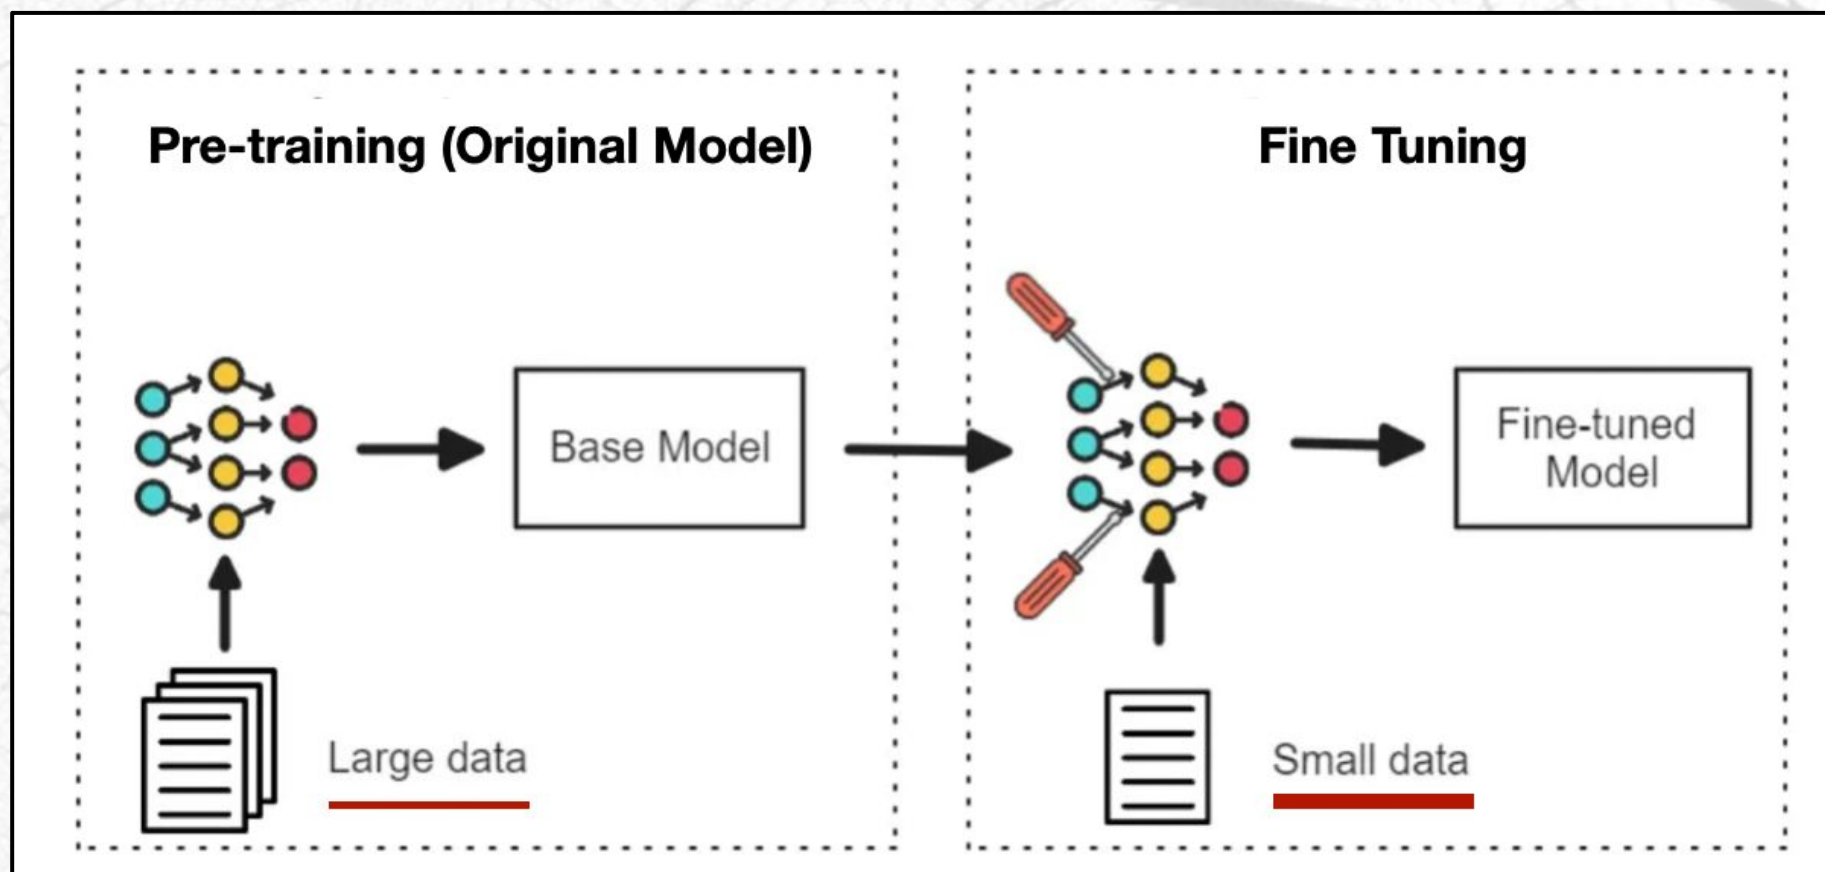 Pre-training (Original Model)
Base Model
Large data
Fine Tuning
Fine-tuned
Model
Small data